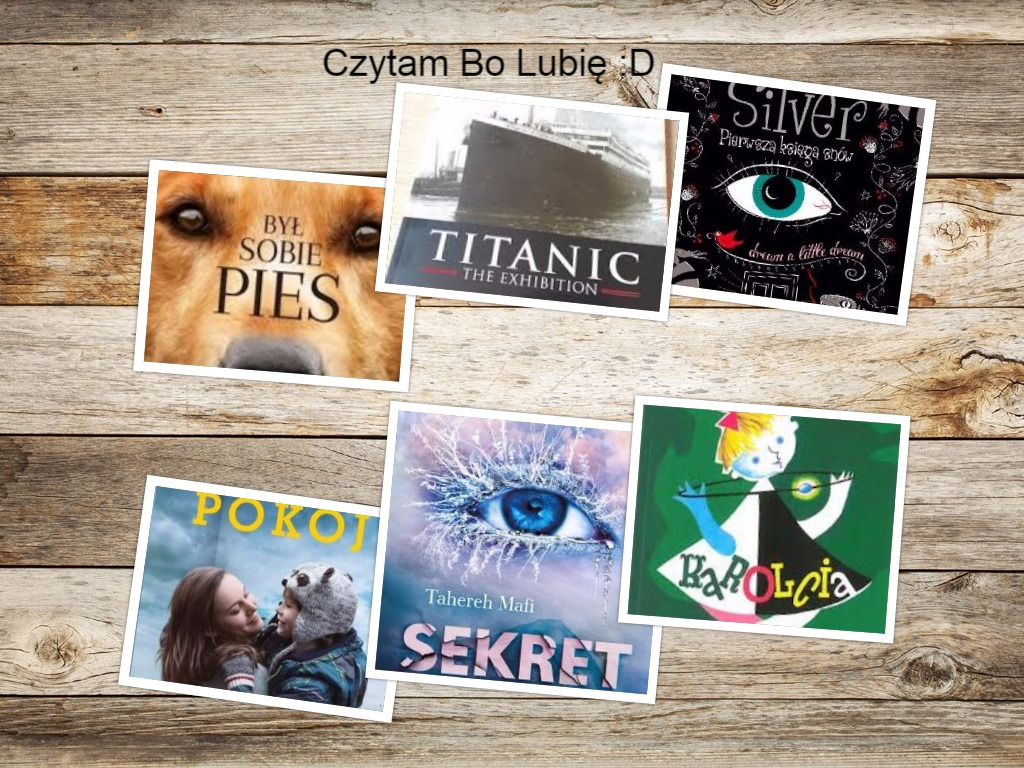 Czytam Bo Lubię :D
BYŁ
SOBIE
PIES
TITANIC
THE EXHIBITION
Silver
Pierwsza księga snów
dream a little dream
POKÓJ
Tahereh Mafi
SEKRET
KAROLciA